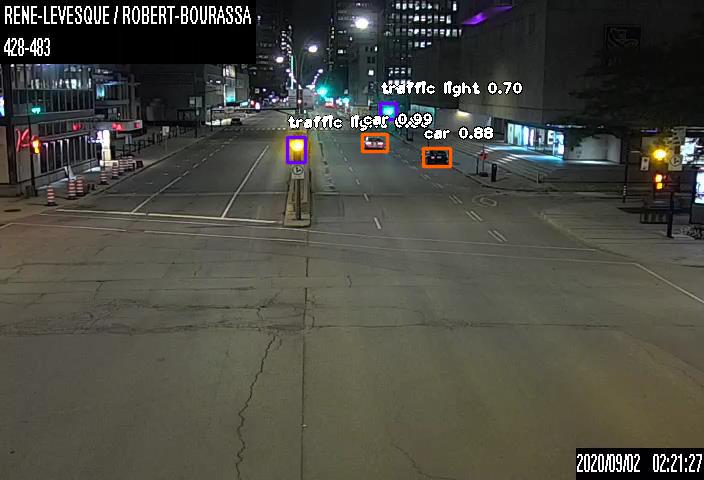 RENE-LEVESQUE / ROBERT-BOURASSA
428-483
traffic light 0.70
traffic
car 0.99
car 0.88
2020/09/02 02:21:27